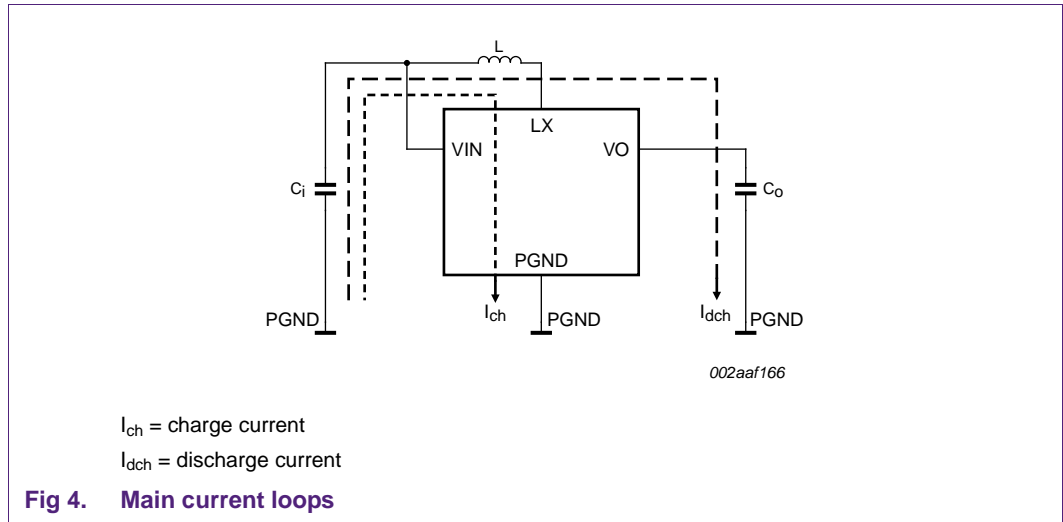 L
LX
VIN
VO
Ci
Co
PGND
PGND
Ich
PGND
Idch
PGND
002aaf166
Ich = charge current
Idch = discharge current
Fig 4. Main current loops